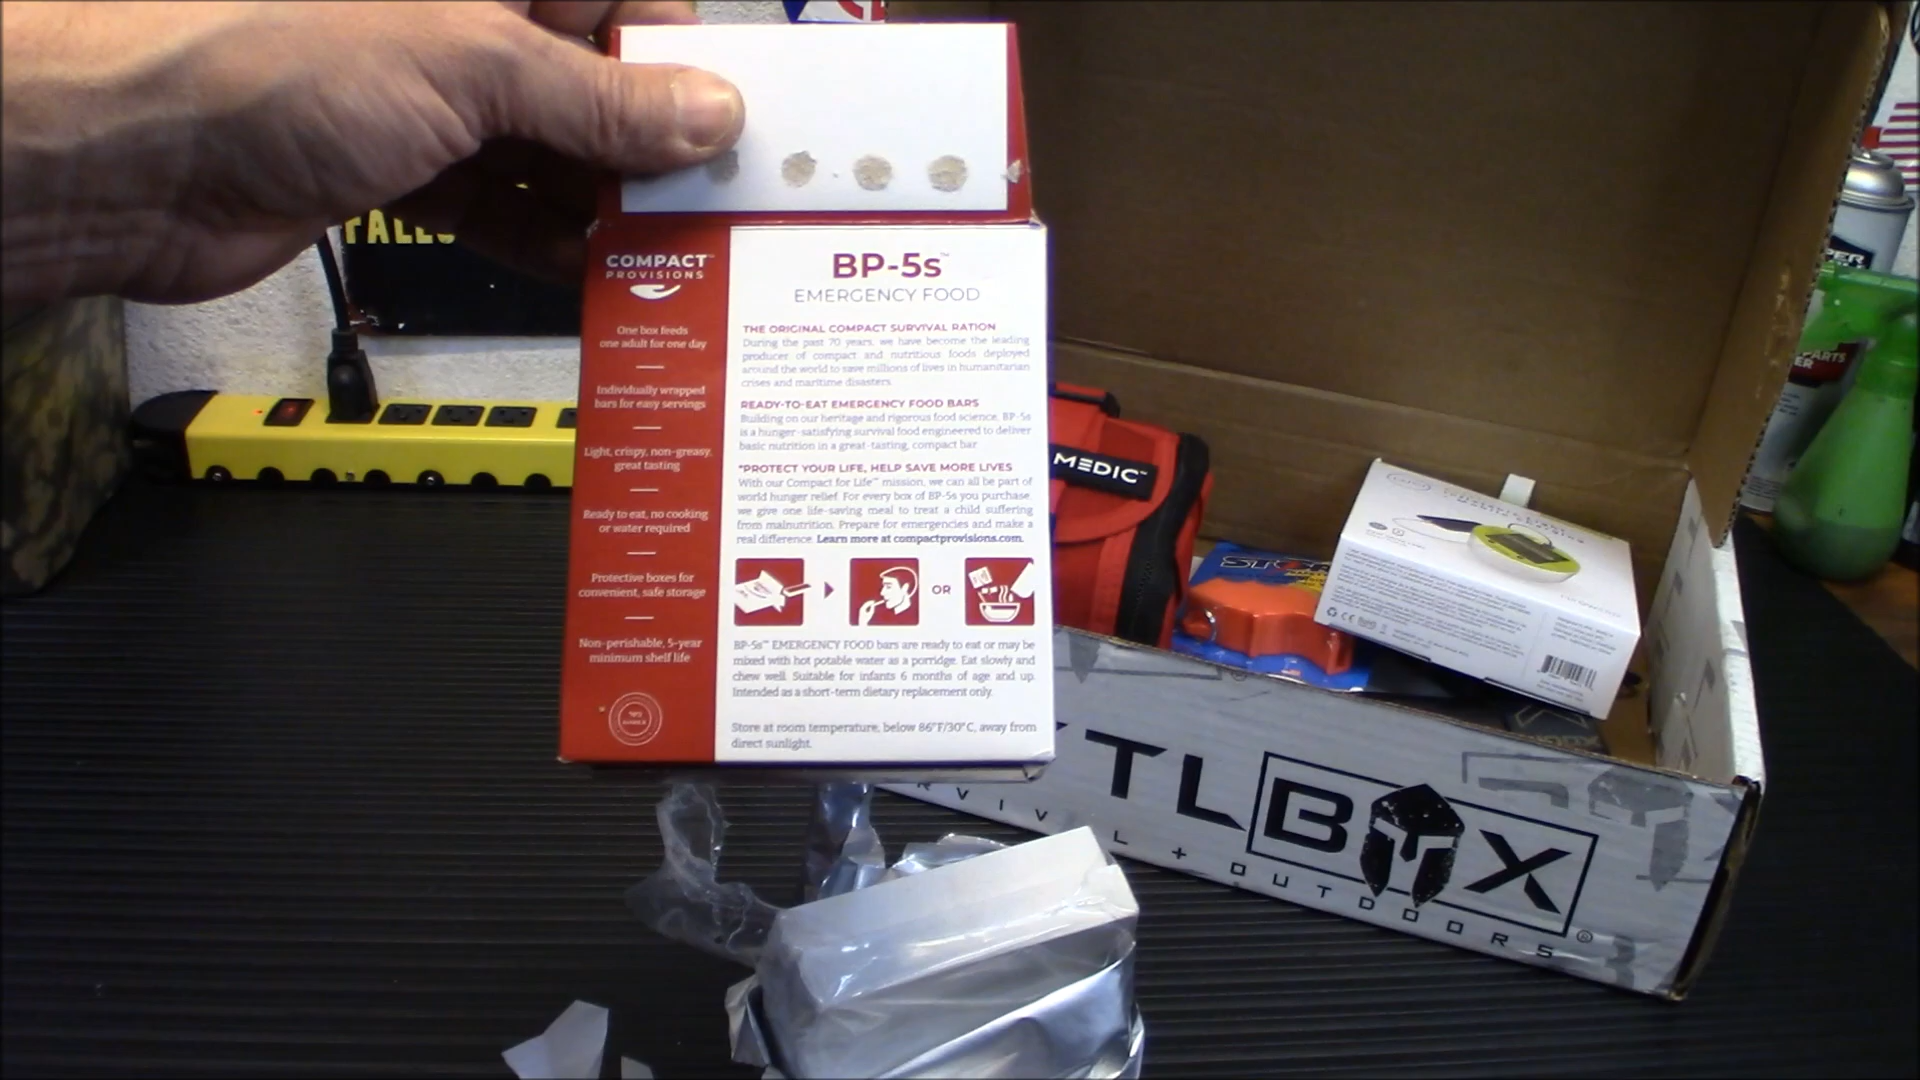 FALLS
COMPACT™
PROVISIONS
One box feeds
one adult for one day
Individually wrapped
bars for easy servings
Light, crispy, non-greasy,
great tasting
Ready to eat, no cooking
or water required
Protective boxes for
convenient, safe storage
Non-perishable, 5-year
minimum shelf life
BP-5s™
EMERGENCY FOOD
THE ORIGINAL COMPACT SURVIVAL RATION
During the past 70 years, we have become the leading
producer of compact and nutritious foods deployed
around the world to save millions of lives in humanitarian
crises and maritime disasters.
READY-TO-EAT EMERGENCY FOOD BARS
Building on our heritage and rigorous food science, BP-5s
is a hunger-satisfying survival food engineered to deliver
basic nutrition in a great-tasting, compact bar.
*PROTECT YOUR LIFE, HELP SAVE MORE LIVES
With our Compact for Life™ mission, we can all be part of
world hunger relief. For every box of BP-5s you purchase,
we give one life-saving meal to treat a child suffering
from malnutrition. Prepare for emergencies and make a
real difference. Learn more at compactprovisions.com.
OR
BP-5s™ EMERGENCY FOOD bars are ready to eat or may be
mixed with hot potable water as a porridge. Eat slowly and
chew well. Suitable for infants 6 months of age and up.
Intended as a short-term dietary replacement only.
Store at room temperature, below 86°F/30°C, away from
direct sunlight.
MEDIC™
STOR
CE
PARTS
ER
TLBOX
RVIVAL + OUTDOORS®